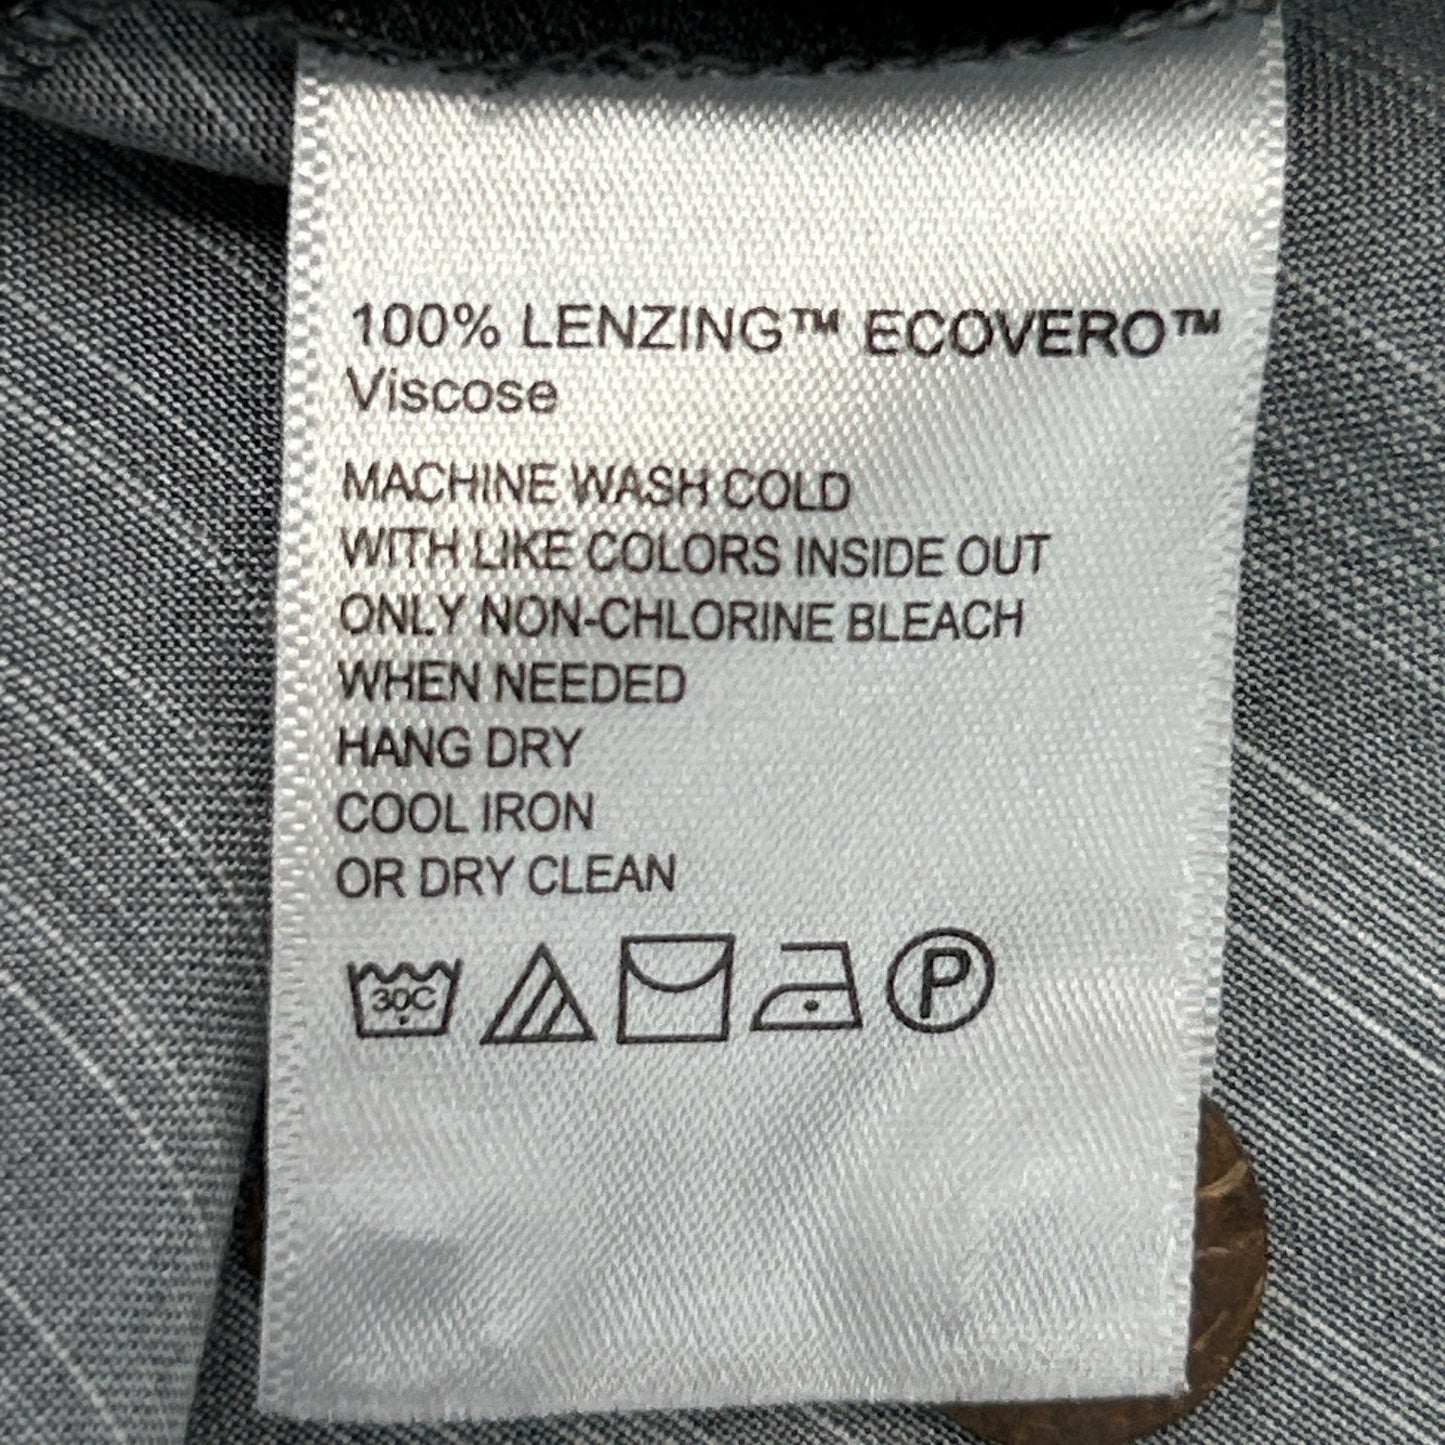 100% LENZING™ ECOVERO™
Viscose
MACHINE WASH COLD
WITH LIKE COLORS INSIDE OUT
ONLY NON-CHLORINE BLEACH
WHEN NEEDED
HANG DRY
COOL IRON
OR DRY CLEAN
30C P